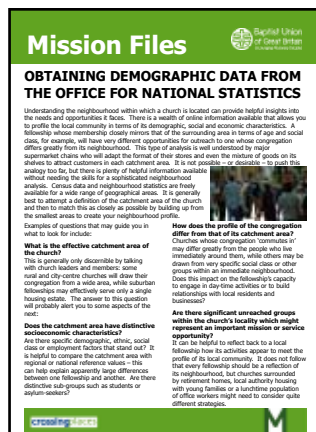 Mission Files
Baptist Union
of Great Britain
OBTAINING DEMOGRAPHIC DATA FROM
THE OFFICE FOR NATIONAL STATISTICS
Understanding the neighbourhood within which a church is located can provide helpful insights into
the needs and opportunities it faces. There is a wealth of online information available that allows you
to profile the local community in terms of its demographic, social and economic characteristics. A
fellowship whose membership closely mirrors that of the surrounding area in terms of age and social
class, for example, will have very different opportunities for outreach to one whose congregation
differs greatly from its neighbourhood. This type of analysis is well understood by major
supermarket chains who will adapt the format of their stores and even the mixture of goods on its
shelves to attract customers in each catchment area. It is not possible – or desirable – to push this
analogy too far, but there is plenty of helpful information available
without needing the skills for a sophisticated neighbourhood
analysis. Census data and neighbourhood statistics are freely
available for a wide range of geographical areas. It is generally
best to attempt a definition of the catchment area of the church
and then to match this as closely as possible by building up from
the smallest areas to create your neighbourhood profile.
Examples of questions that may guide you in
what to look for include:
What is the effective catchment area of
the church?
This is generally only discernible by talking
with church leaders and members: some
rural and city-centre churches will draw their
congregation from a wide area, while suburban
fellowships may effectively serve only a single
housing estate. The answer to this question
will probably alert you to some aspects of the
next:
Does the catchment area have distinctive
socioeconomic characteristics?
Are there specific demographic, ethnic, social
class or employment factors that stand out? It
is helpful to compare the catchment area with
regional or national reference values – this
can help explain apparently large differences
between one fellowship and another. Are there
distinctive sub-groups such as students or
asylum-seekers?
How does the profile of the congregation
differ from that of its catchment area?
Churches whose congregation 'commutes in'
may differ greatly from the people who live
immediately around them, while others may be
drawn from very specific social class or other
groups within an immediate neighbourhood.
Does this impact on the fellowship's capacity
to engage in day-time activities or to build
relationships with local residents and
businesses?
Are there significant unreached groups
within the church's locality which might
represent an important mission or service
opportunity?
It can be helpful to reflect back to a local
fellowship how its activities appear to meet the
profile of its local community. It does not follow
that every fellowship should be a reflection of
its neighbourhood, but churches surrounded
by retirement homes, local authority housing
with young families or a lunchtime population
of office workers might need to consider quite
different strategies.
crossingplaces
M